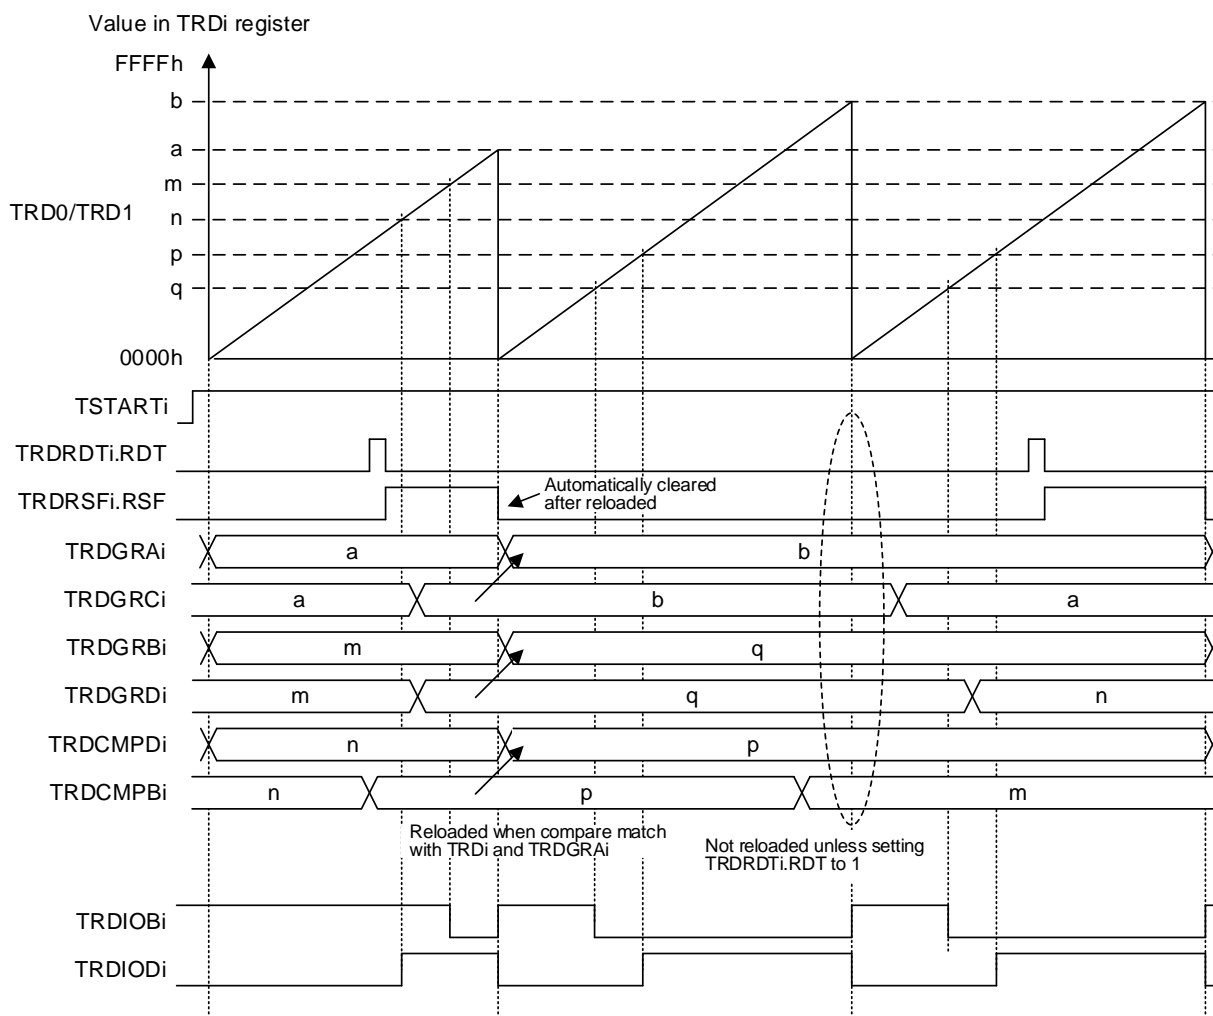 Value in TRDi register
FFFFh
b
a
m
TRD0/TRD1
n
p
q
0000h
TSTARTi
TRDRDTi.RDT
TRDRSFi.RSF
Automatically cleared
after reloaded
TRDGRAi
a
b
TRDGRCi
a
b
a
TRDGRBi
m
q
TRDGRDi
m
q
n
TRDCMPDi
n
p
TRDCMPBi
n
p
m
Reloaded when compare match
with TRDi and TRDGRAi
Not reloaded unless setting
TRDRDTi.RDT to 1
TRDIOBi
TRDIODi